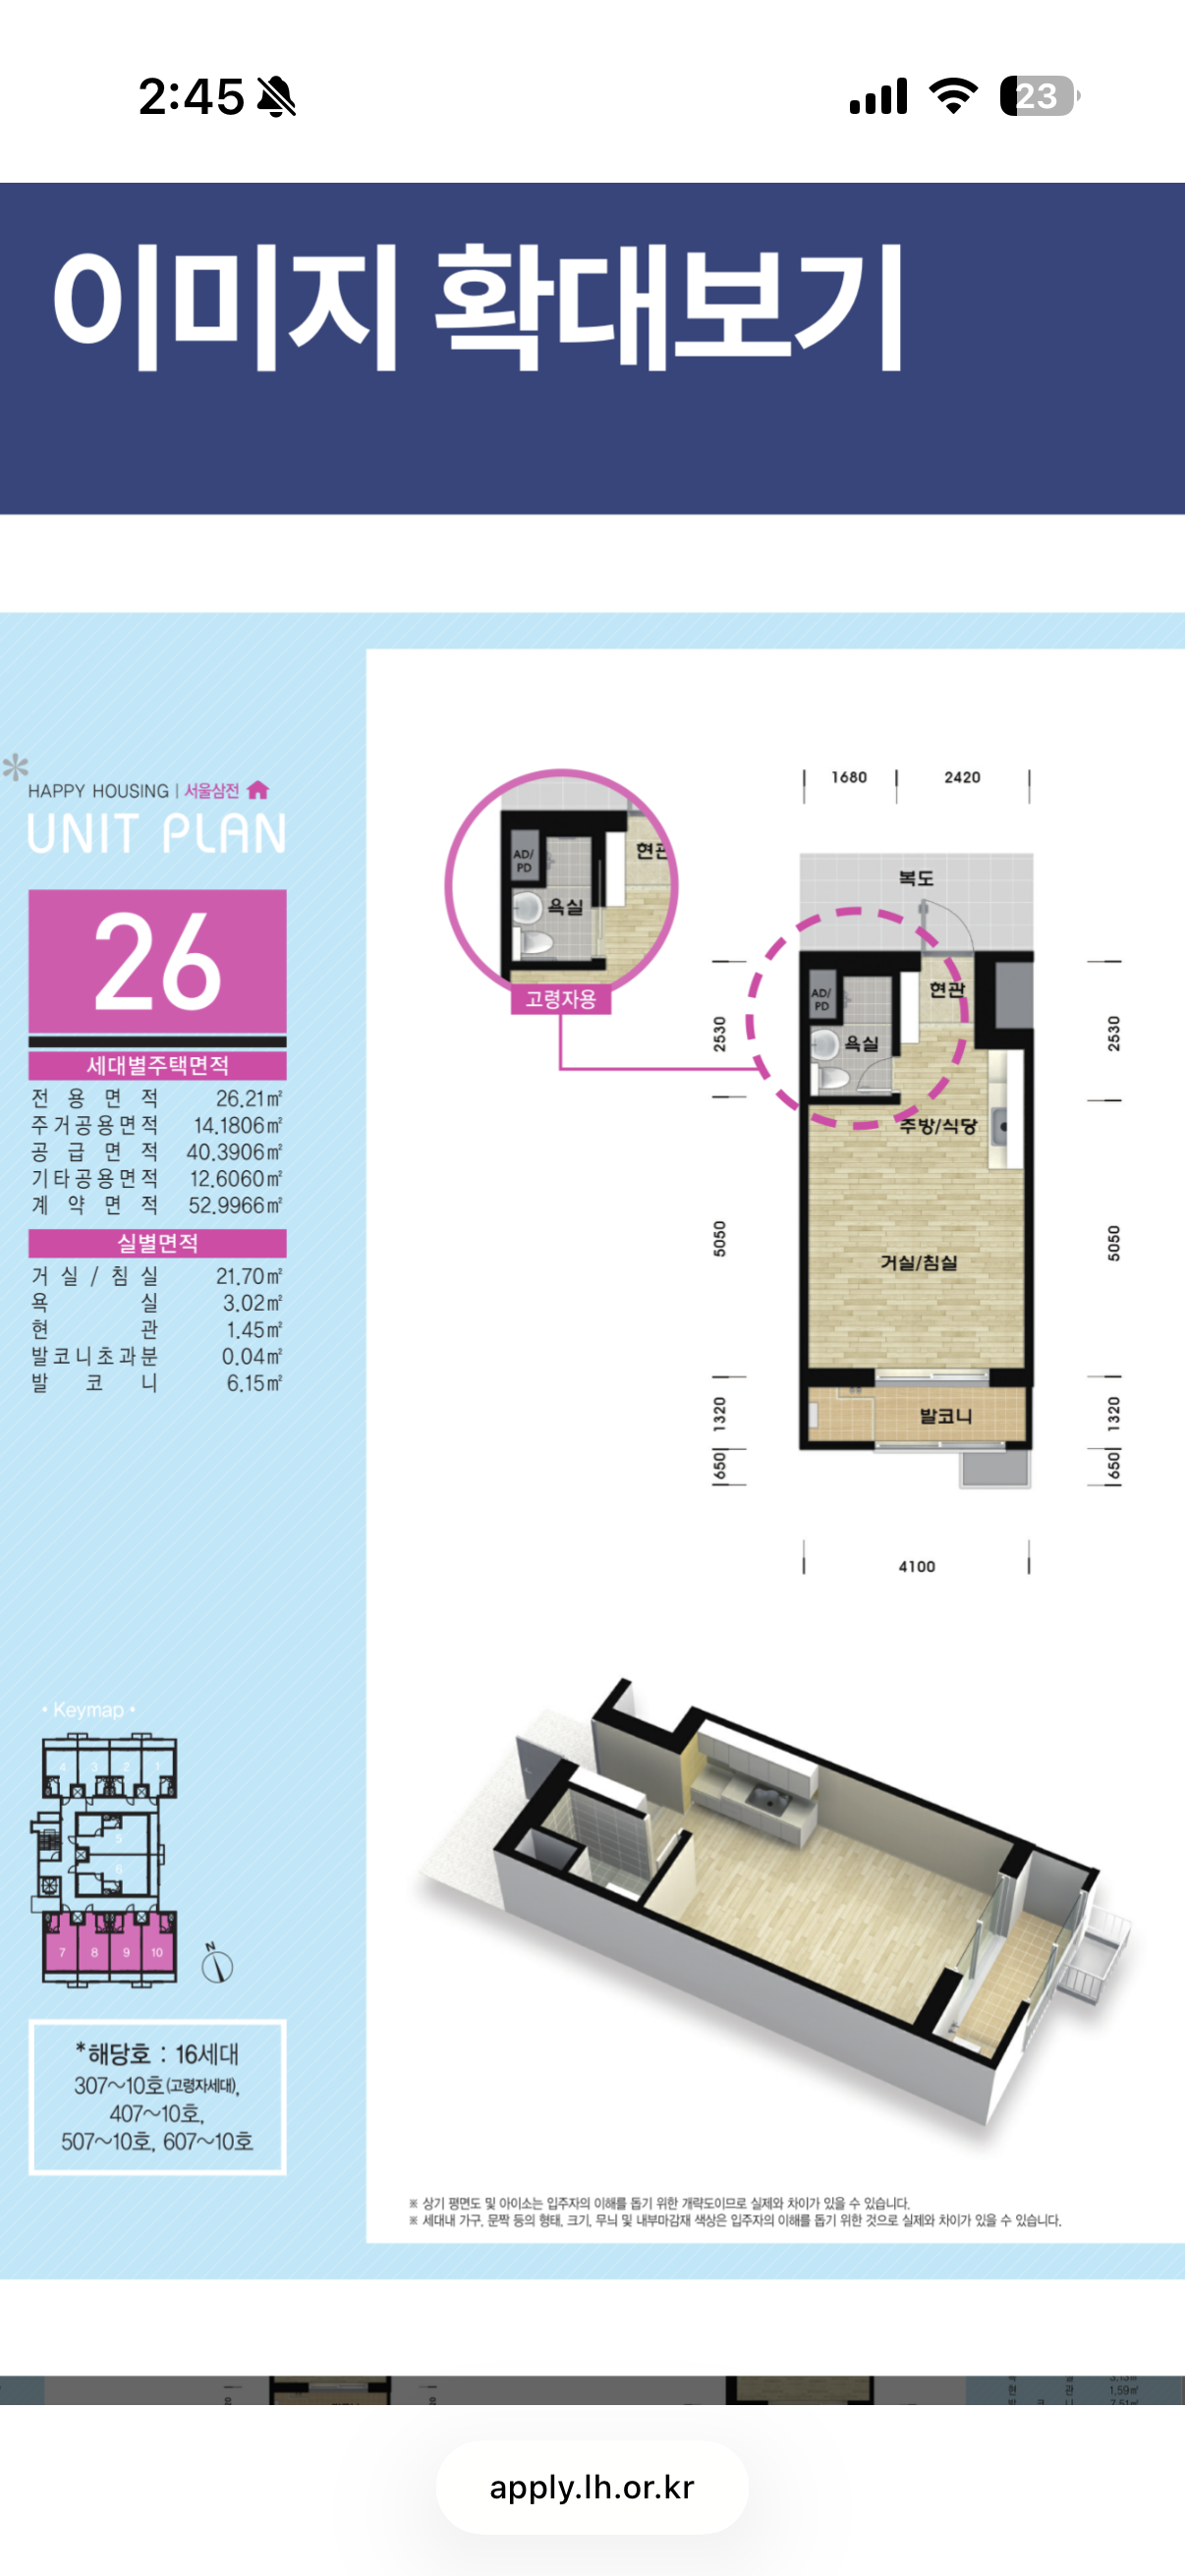 2:45
23
이미지 확대보기
HAPPY HOUSING | 서울삼전
UNIT PLAN
26
세대별주택면적
전용면적 26.21㎡
주거공용면적 14.1806㎡
공급면적 40.3906㎡
기타공용면적 12.6060㎡
계약면적 52.9966㎡
실별면적
거실/침실 21.70㎡
욕실 3.02㎡
현관 1.45㎡
발코니초과분 0.04㎡
발코니 6.15㎡
AD/
PD
현관
욕실
고령자용
1680 2420
복도
현관
AD/
PD
욕실
2530 2530
주방/식당
5050 5050
거실/침실
1320 1320
발코니
650 650
4100
• Keymap •
4 3 2 1
5
6
7 8 9 10
N
*해당호 : 16세대
307~10호(고령자세대),
407~10호,
507~10호, 607~10호
※ 상기 평면도 및 아이소는 입주자의 이해를 돕기 위한 개략도이므로 실제와 차이가 있을 수 있습니다.
※ 세대내 가구, 문짝 등의 형태, 크기, 무늬 및 내부마감재 색상은 입주자의 이해를 돕기 위한 것으로 실제와 차이가 있을 수 있습니다.
현관 1.59㎡
apply.lh.or.kr